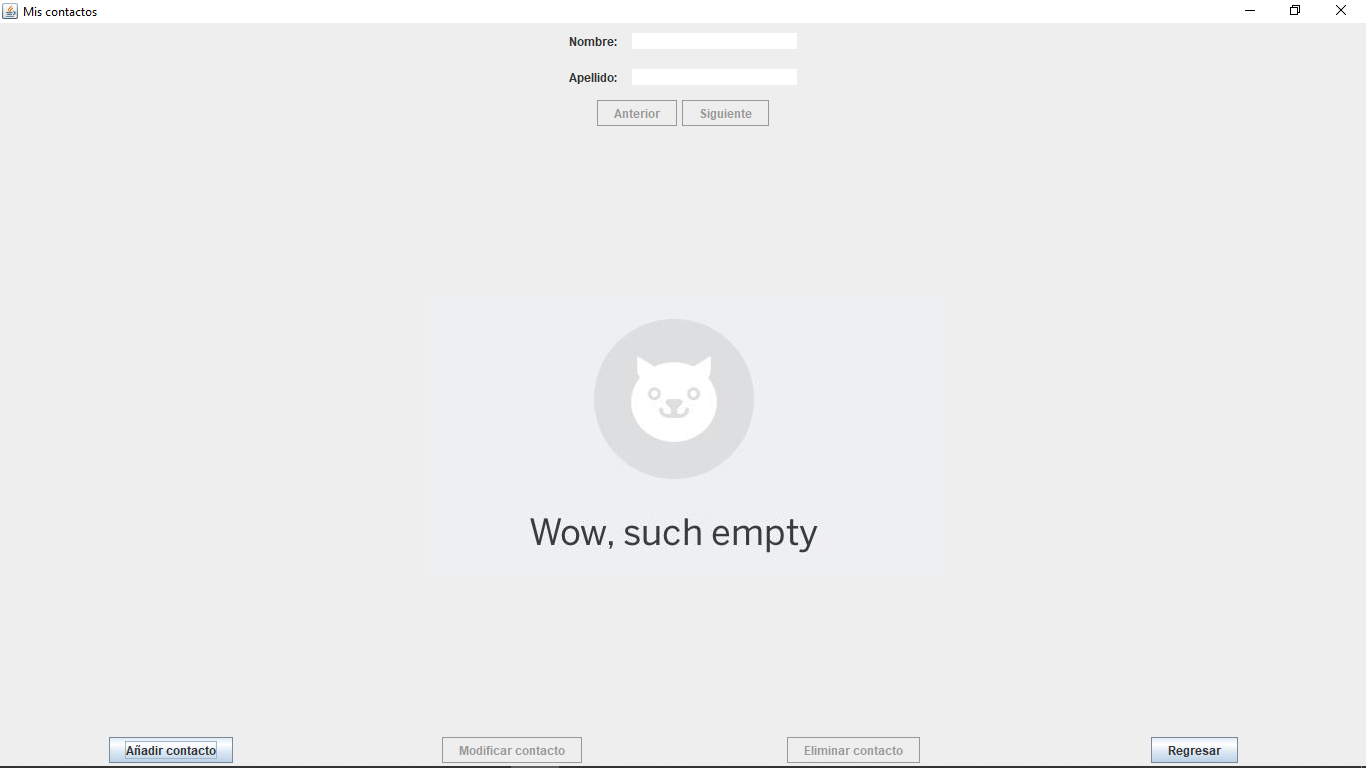 Mis contactos
Nombre:
Apellido:
Anterior Siguiente
Wow, such empty
Añadir contacto Modificar contacto Eliminar contacto Regresar